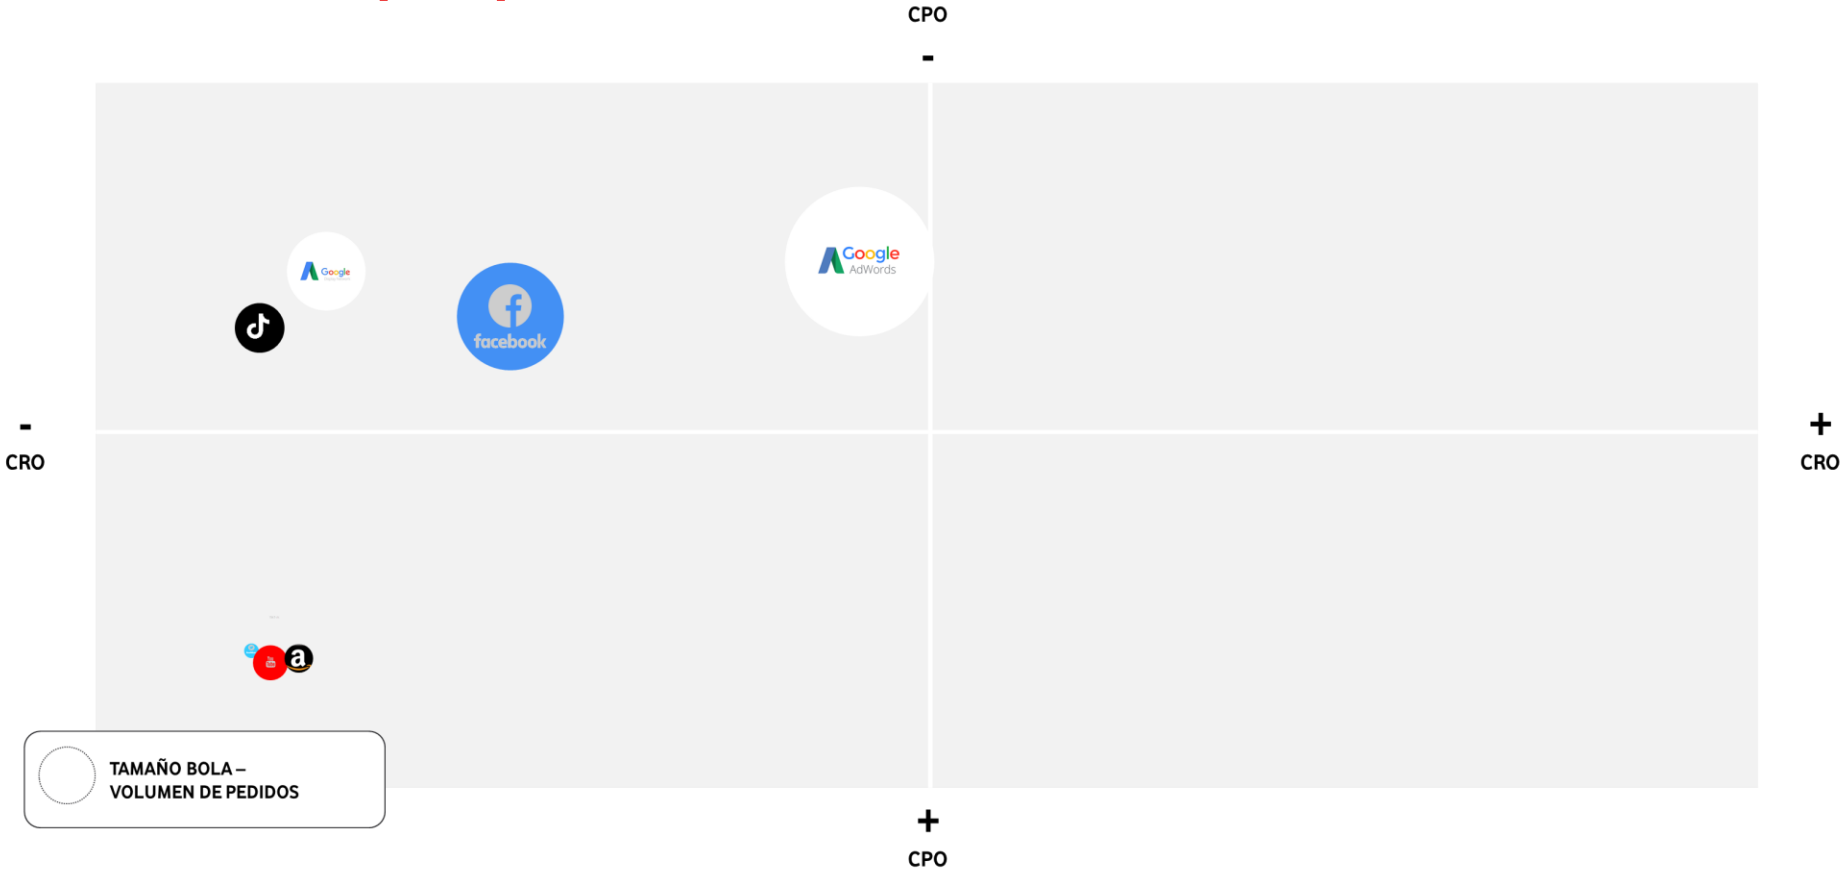 CPO
-
Google
AdWords
Google
facebook
-
CRO
+
CRO
a
TAMAÑO BOLA –
VOLUMEN DE PEDIDOS
+
CPO